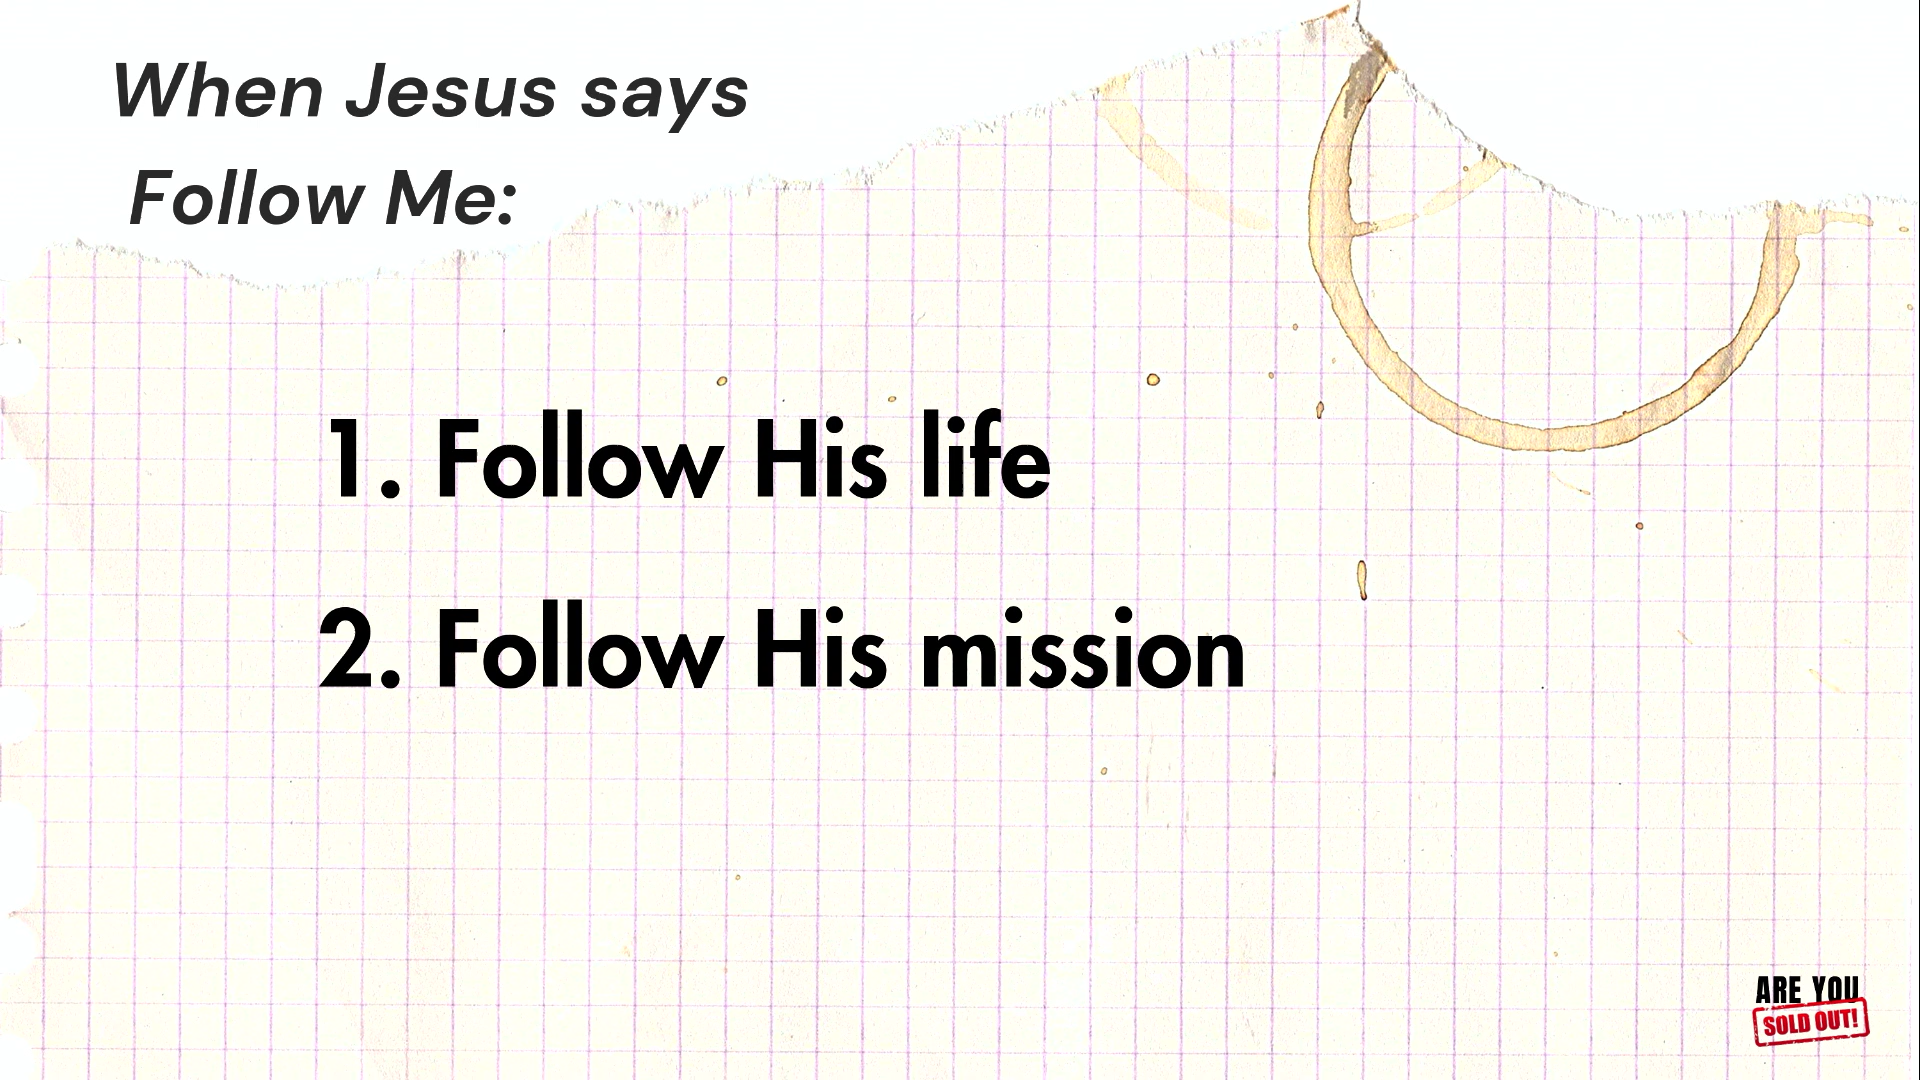 When Jesus says
Follow Me:
1. Follow His life
2. Follow His mission
ARE YOU
SOLD OUT!